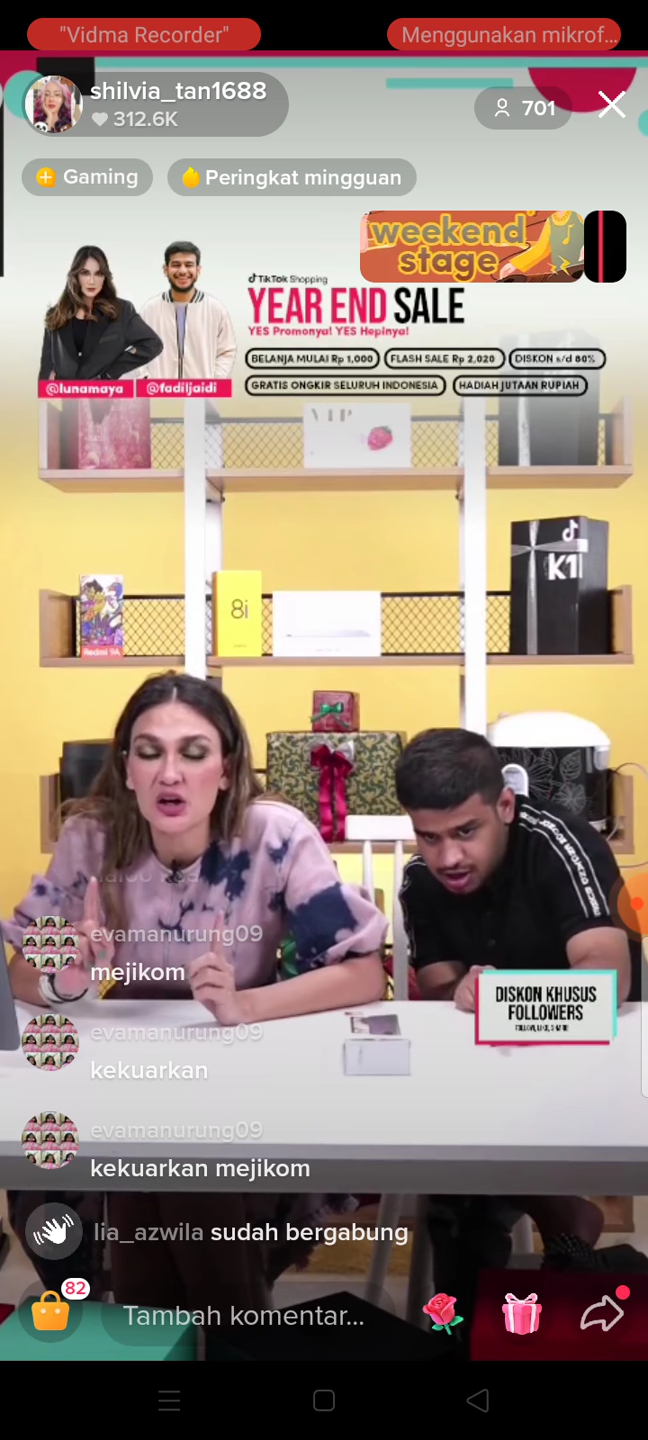 "Vidma Recorder"
Menggunakan mikrof...
shilvia_tan1688
312.6K
701
Gaming
Peringkat mingguan
weekend
stage
TikTok Shopping
YEAR END SALE
YES Promonya! YES Hepinya!
BELANJA MULAI Rp 1,000
FLASH SALE Rp 2,020
DISKON s/d 80%
GRATIS ONGKIR SELURUH INDONESIA
HADIAH JUTAAN RUPIAH
@lunamaya
@fadiljaidi
VIP
K1
8i
Redmi 9A
evamanurung09
mejikom
DISKON KHUSUS
FOLLOWERS
evamanurung09
kekuarkan
evamanurung09
kekuarkan mejikom
lia_azwila sudah bergabung
82
Tambah komentar...